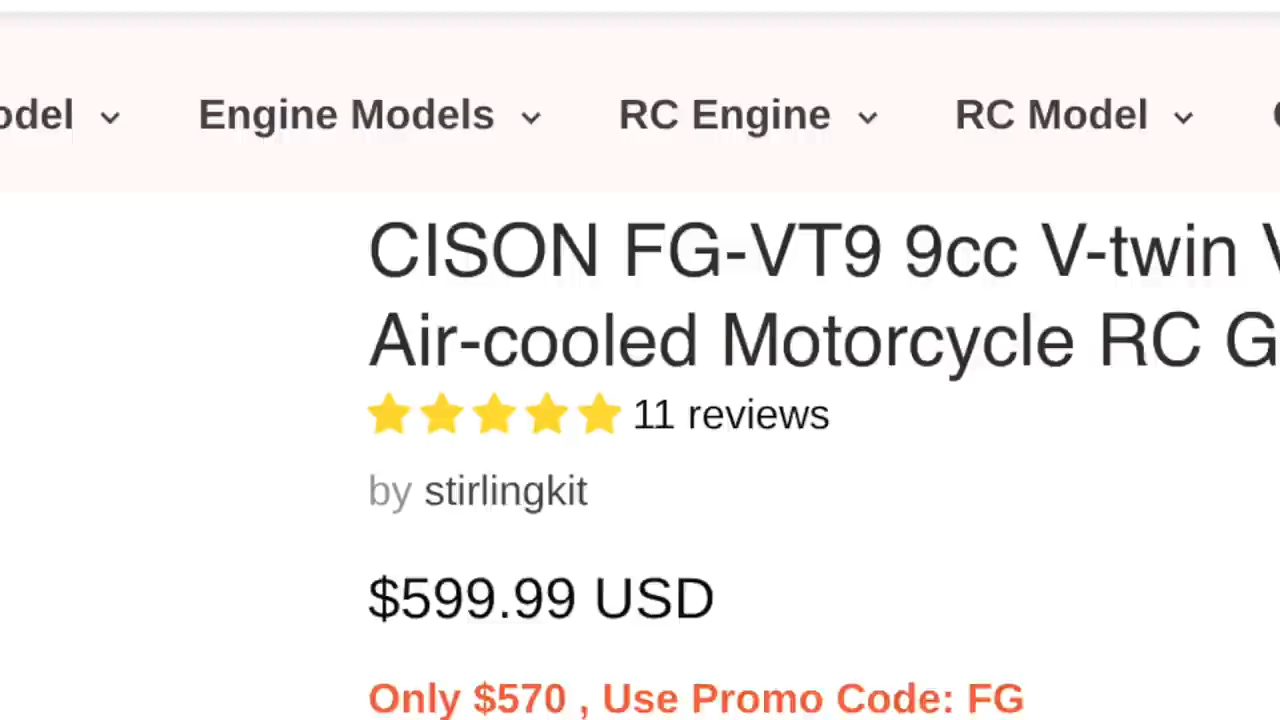 odel Engine Models RC Engine RC Model
CISON FG-VT9 9cc V-twin
Air-cooled Motorcycle RC G
11 reviews
by stirlingkit
$599.99 USD
Only $570 , Use Promo Code: FG